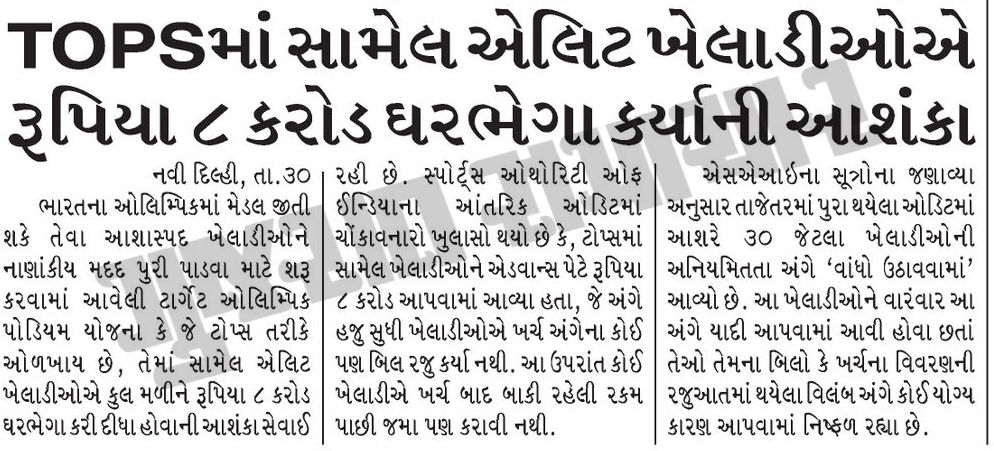 TOPSમાં સામેલ એલિટ ખેલાડીઓએ
રૂપિયા ૮ કરોડ ઘરભેગા કર્યાની આશંકા
નવી દિલ્હી, તા.૩૦
ભારતના ઓલિમ્પિકમાં મેડલ જીતી
શકે તેવા આશાસ્પદ ખેલાડીઓને
નાણાંકીય મદદ પુરી પાડવા માટે શરૂ
કરવામાં આવેલી ટાર્ગેટ ઓલિમ્પિક
પોડિયમ યોજના કે જે ટોપ્સ તરીકે
ઓળખાય છે, તેમાં સામેલ એલિટ
ખેલાડીઓએ કુલ મળીને રૂપિયા ૮ કરોડ
ઘરભેગા કરી દીધા હોવાની આશંકા સેવાઈ
રહી છે. સ્પોર્ટ્સ ઓથોરિટી ઓફ
ઈન્ડિયાના આંતરિક ઓડિટમાં
ચોંકાવનારો ખુલાસો થયો છે કે, ટોપ્સમાં
સામેલ ખેલાડીઓને એડવાન્સ પેટે રૂપિયા
૮ કરોડ આપવામાં આવ્યા હતા, જે અંગે
હજુ સુધી ખેલાડીઓએ ખર્ચ અંગેના કોઈ
પણ બિલ રજુ કર્યા નથી. આ ઉપરાંત કોઈ
ખેલાડીએ ખર્ચ બાદ બાકી રહેલી રકમ
પાછી જમા પણ કરાવી નથી.
એસએઆઇના સૂત્રોના જણાવ્યા
અનુસાર તાજેતરમાં પુરા થયેલા ઓડિટમાં
આશરે ૩૦ જેટલા ખેલાડીઓની
અનિયમિતતા અંગે ‘વાંધો ઉઠાવવામાં’
આવ્યો છે. આ ખેલાડીઓને વારંવાર આ
અંગે યાદી આપવામાં આવી હોવા છતાં
તેઓ તેમના બિલો કે ખર્ચના વિવરણની
રજુઆતમાં થયેલા વિલંબ અંગે કોઈ યોગ્ય
કારણ આપવામાં નિષ્ફળ રહ્યા છે.
ગુજરાત સમાચાર